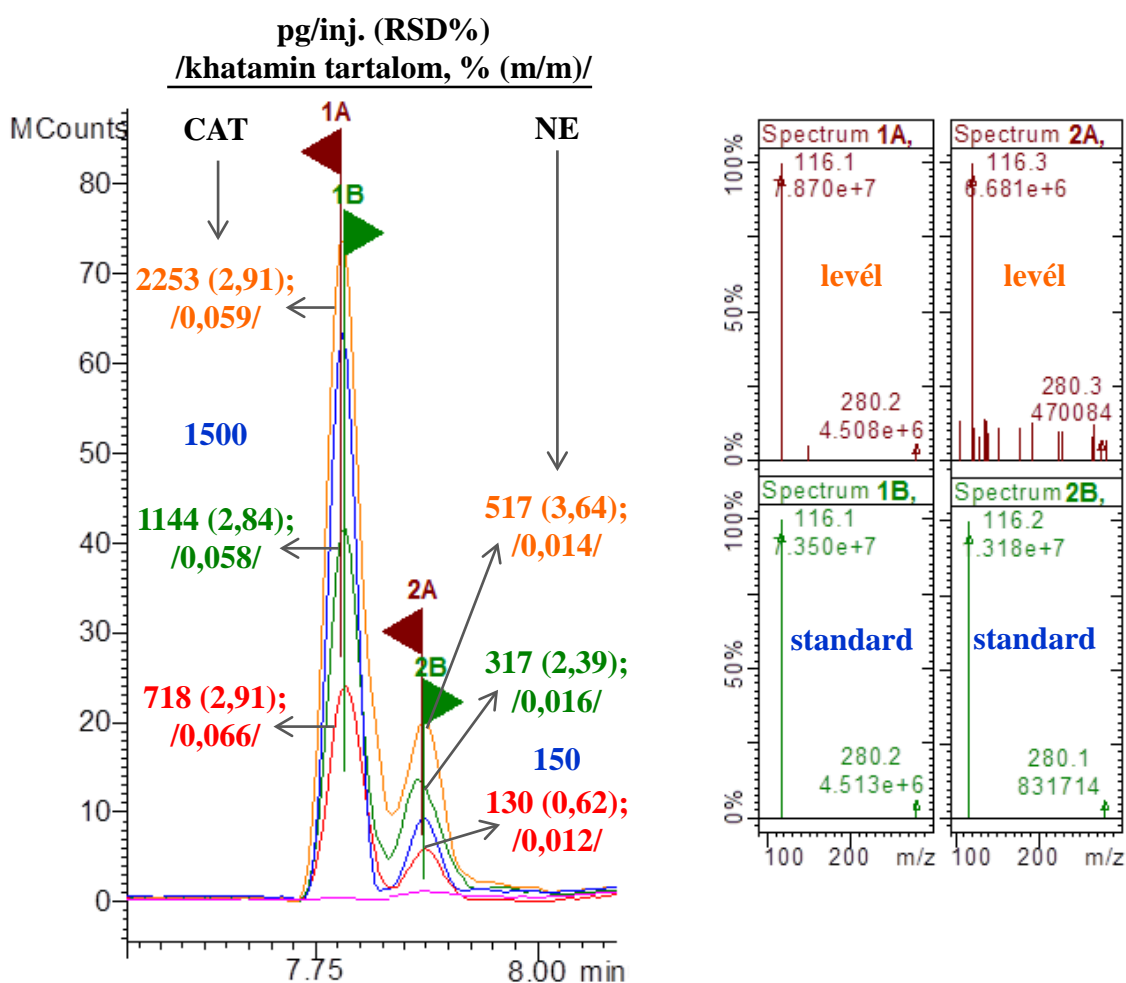 pg/inj. (RSD%)
/khatamin tartalom, % (m/m)/
MCounts
CAT
NE
1A
1B
80
70
60
50
40
30
20
10
0
2253 (2,91);
/0,059/
1500
1144 (2,84);
/0,058/
718 (2,91);
/0,066/
517 (3,64);
/0,014/
2A
2B
317 (2,39);
/0,016/
150
130 (0,62);
/0,012/
7.75
8.00 min
Spectrum 1A,
100%
50%
0%
116.1
7.870e+7
levél
280.2
4.508e+6
Spectrum 2A,
116.3
6.681e+6
levél
280.3
470084
Spectrum 1B,
100%
50%
0%
116.1
7.350e+7
standard
280.2
4.513e+6
100 200 m/z
Spectrum 2B,
116.2
.318e+7
standard
280.1
831714
100 200 m/z